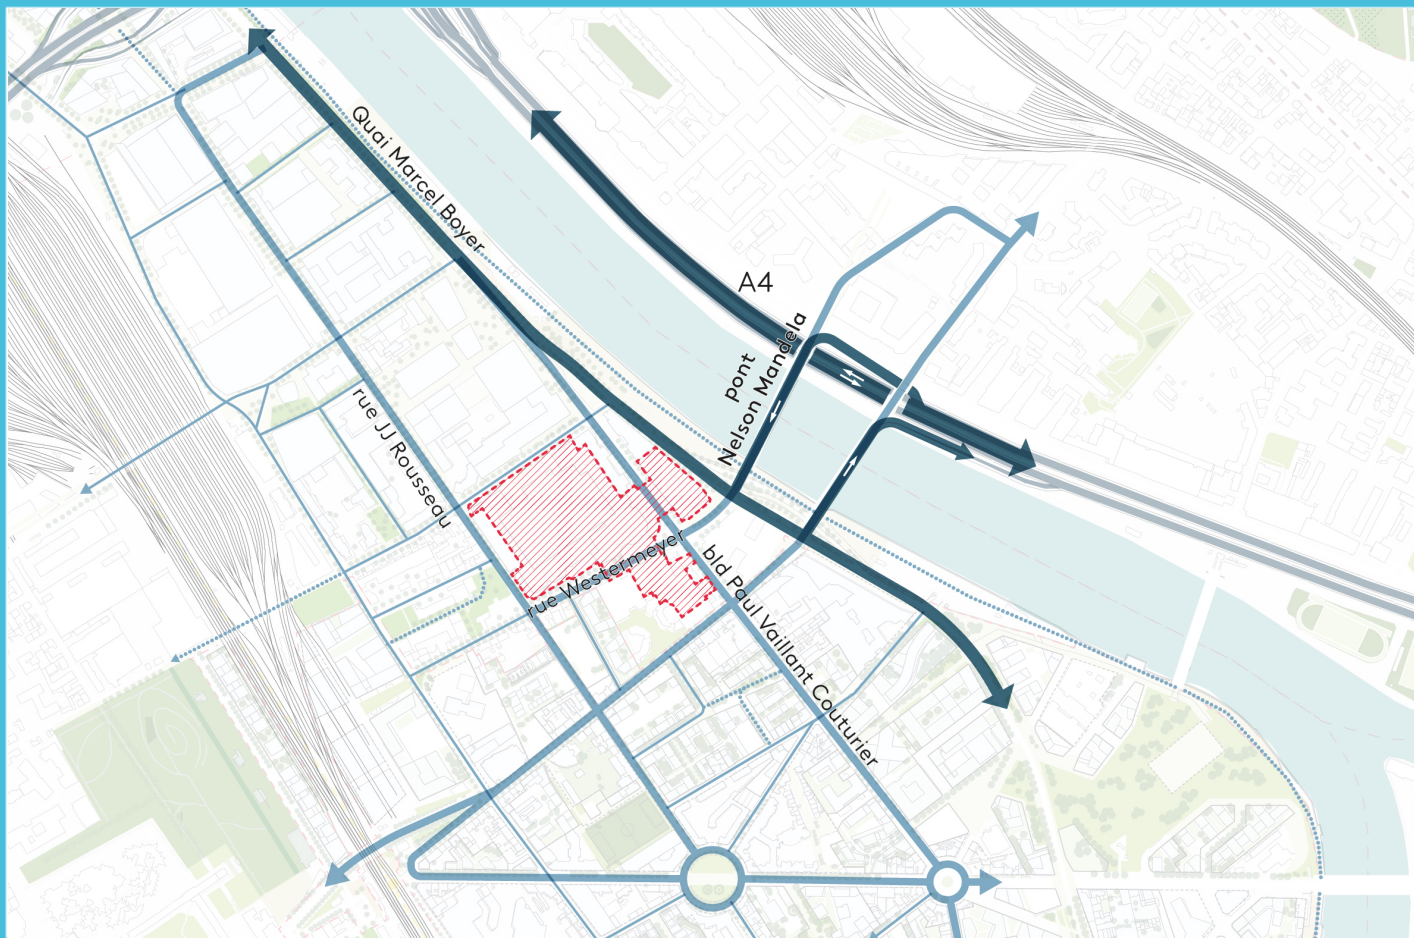 Quai Marcel Boyer
A4
pont
Nelson Mandela
rue JJ Rousseau
rue Westermeyer
bld Paul Vaillant Couturier